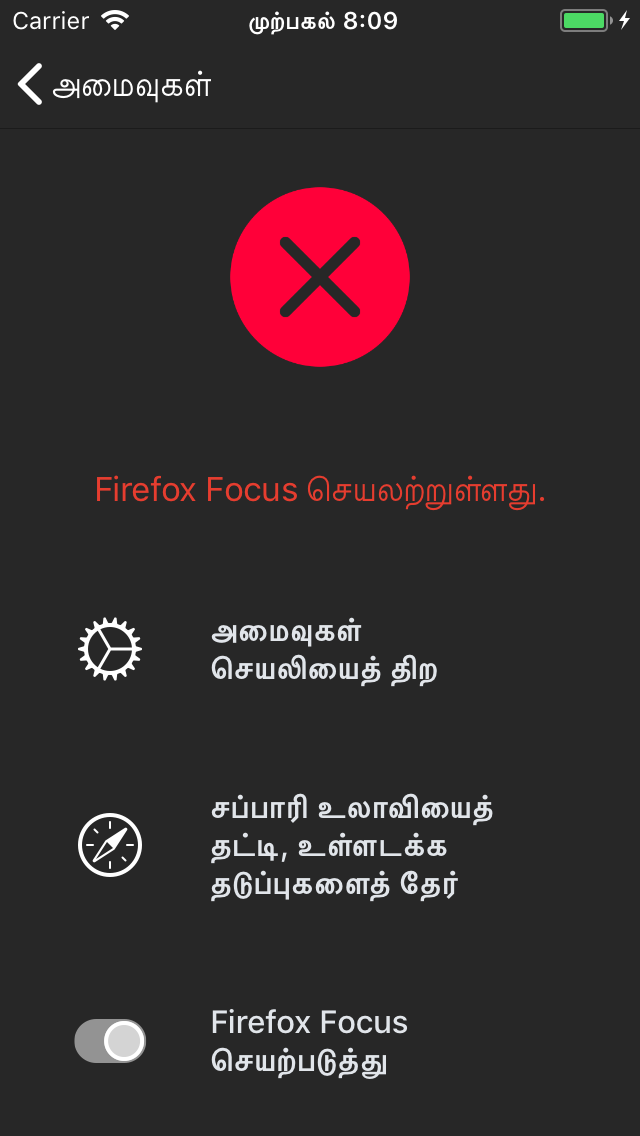 Carrier முற்பகல் 8:09
அமைவுகள்
Firefox Focus செயலற்றுள்ளது.
அமைவுகள்
செயலியைத் திற
சப்பாரி உலாவியைத்
தட்டி, உள்ளடக்க
தடுப்புகளைத் தேர்
Firefox Focus
செயற்படுத்து